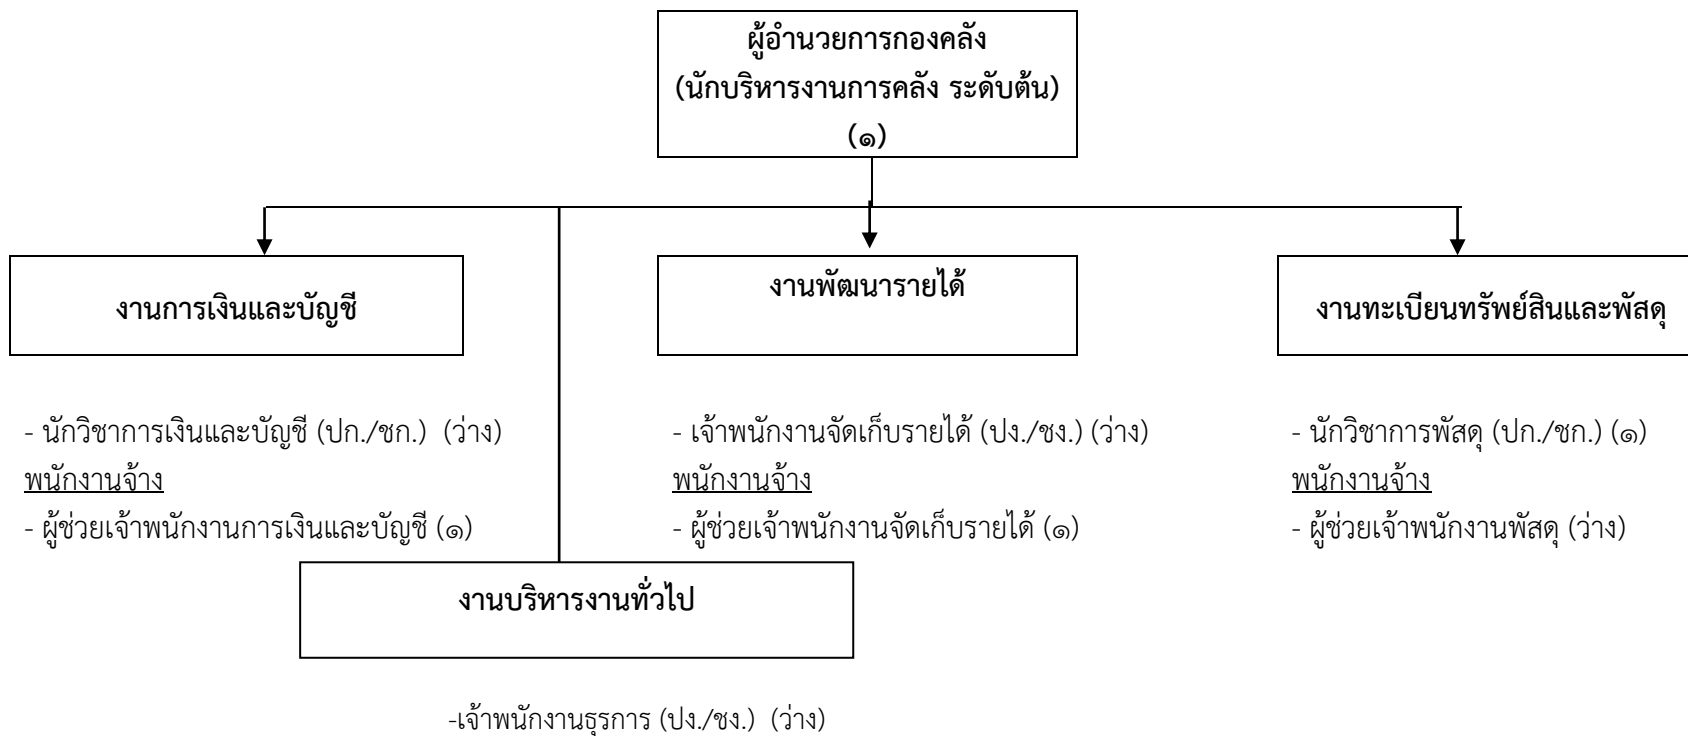 ผู้อำนวยการกองคลัง
(นักบริหารงานการคลัง ระดับต้น)
(๑)
งานการเงินและบัญชี
งานพัฒนารายได้
งานทะเบียนทรัพย์สินและพัสดุ
- นักวิชาการเงินและบัญชี (ปก./ชก.) (ว่าง)
พนักงานจ้าง
- ผู้ช่วยเจ้าพนักงานการเงินและบัญชี (๑)
- เจ้าพนักงานจัดเก็บรายได้ (ปง./ชง.) (ว่าง)
พนักงานจ้าง
- ผู้ช่วยเจ้าพนักงานจัดเก็บรายได้ (๑)
- นักวิชาการพัสดุ (ปก./ชก.) (๑)
พนักงานจ้าง
- ผู้ช่วยเจ้าพนักงานพัสดุ (ว่าง)
งานบริหารงานทั่วไป
-เจ้าพนักงานธุรการ (ปง./ชง.) (ว่าง)